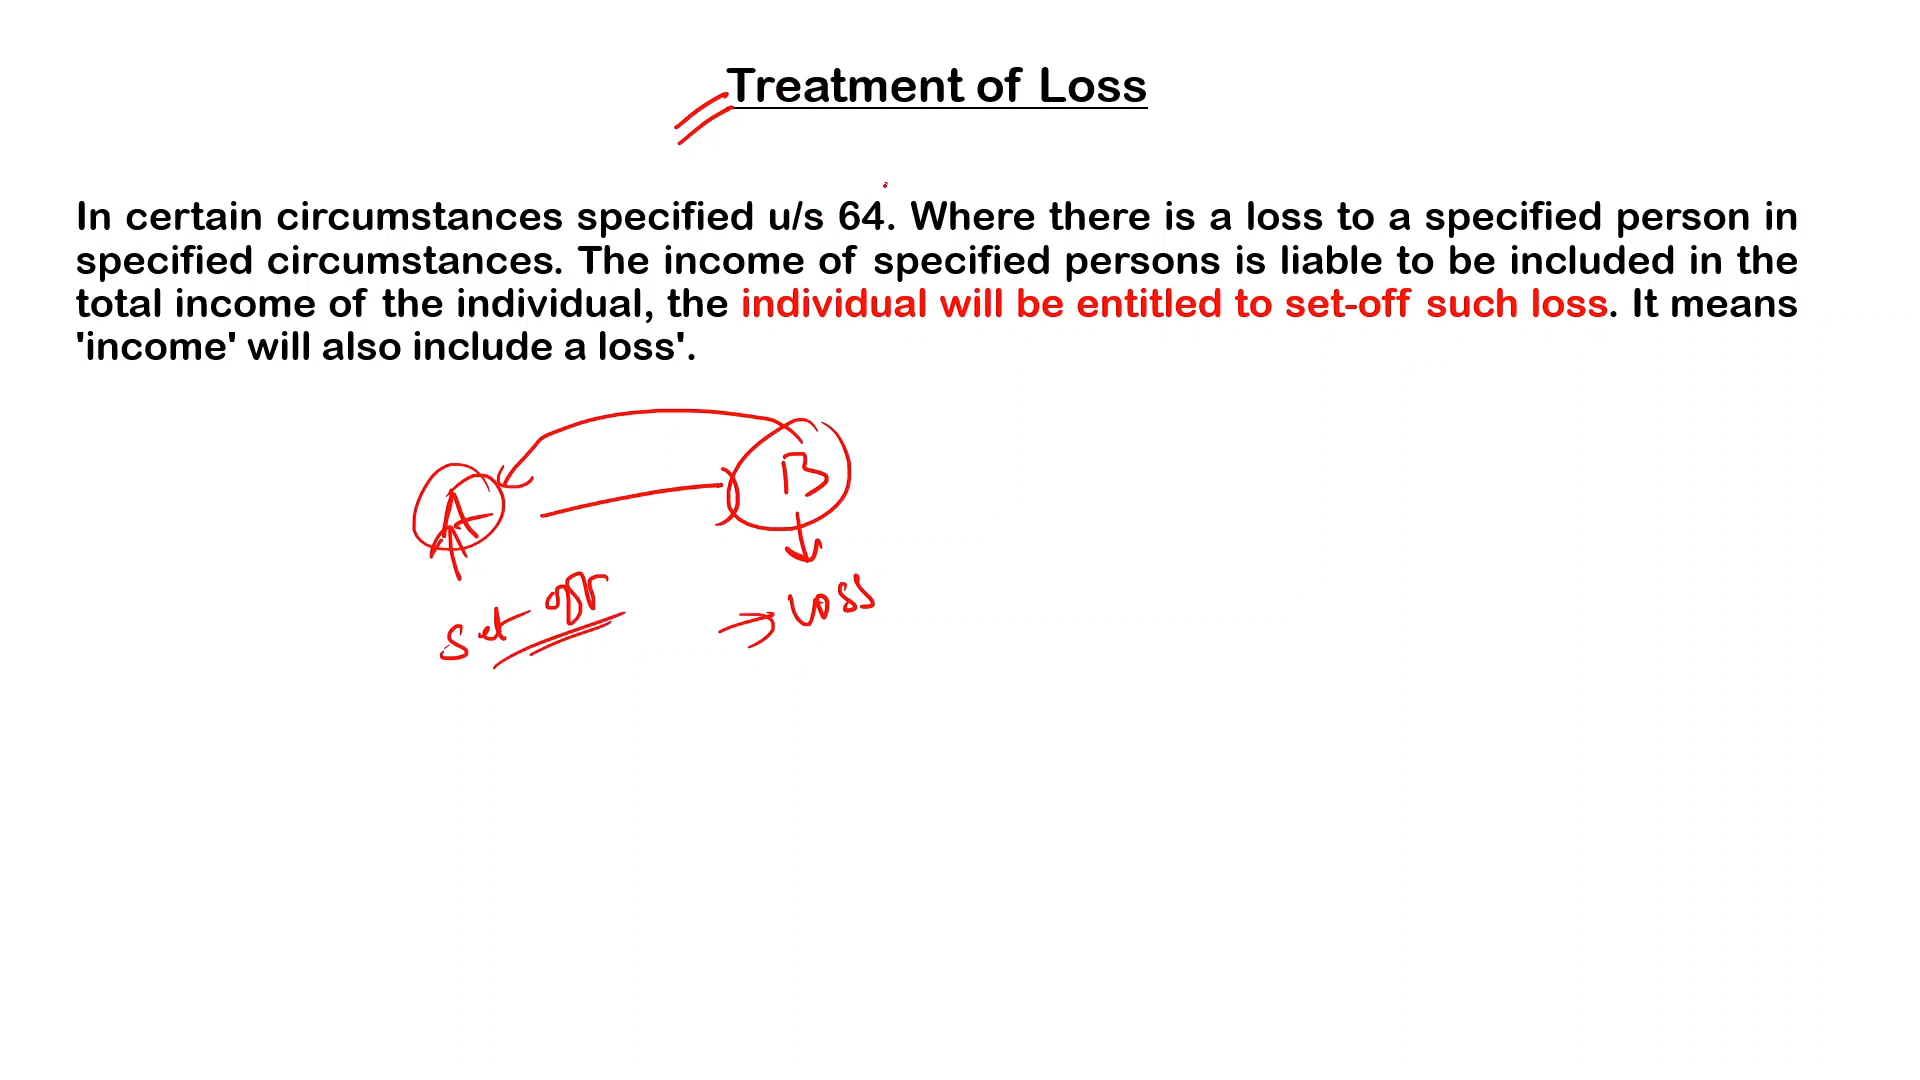 Treatment of Loss
In certain circumstances specified u/s 64. Where there is a loss to a specified person in
specified circumstances. The income of specified persons is liable to be included in the
total income of the individual, the individual will be entitled to set-off such loss. It means
'income' will also include a loss'.
A
B
Set off
Loss